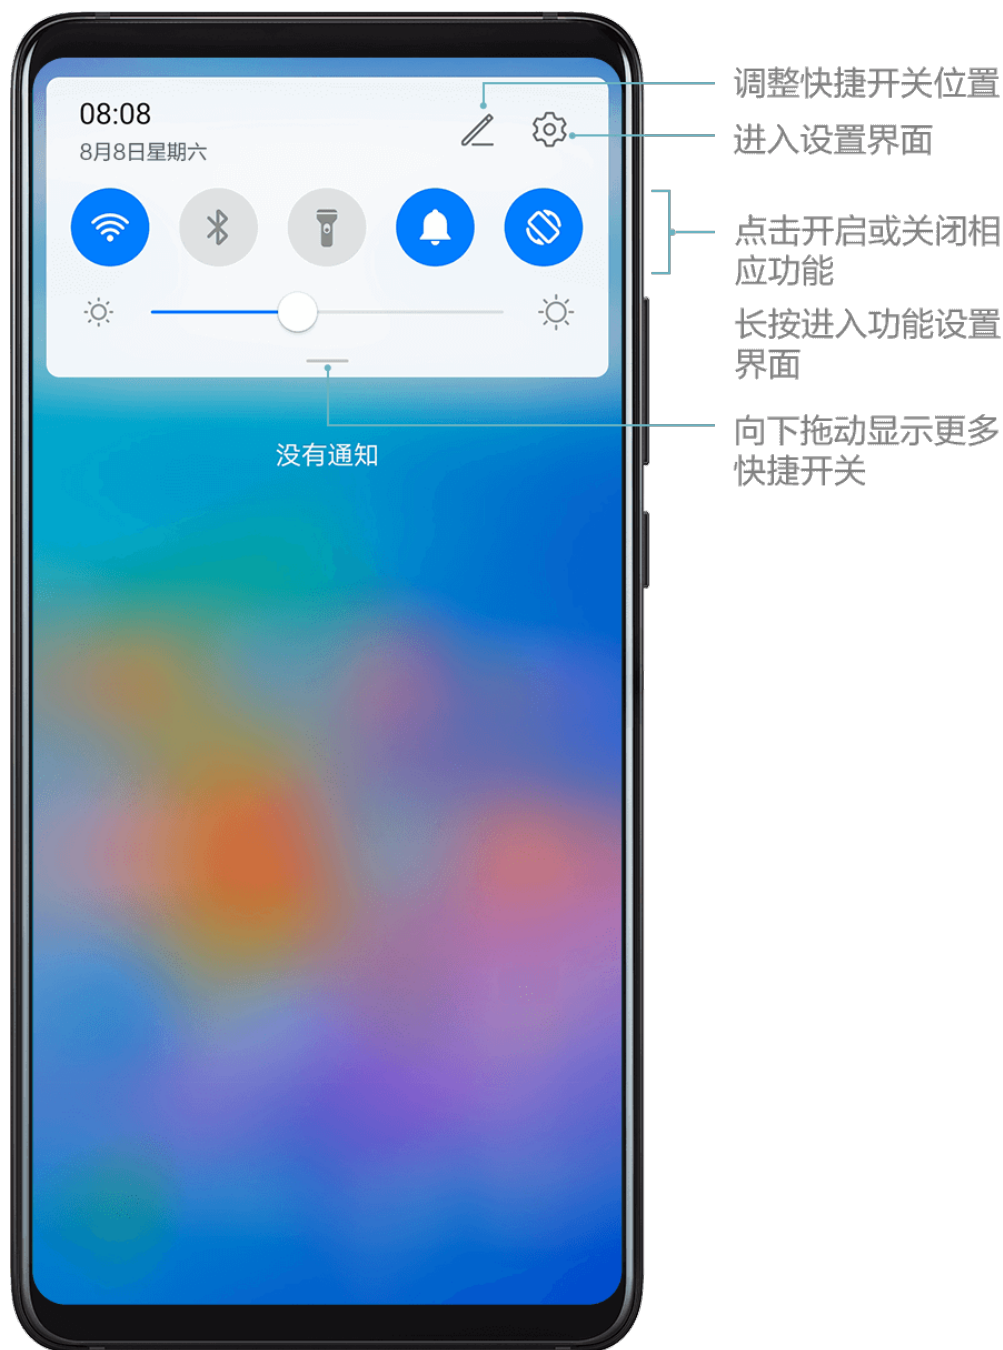 08:08
8月8日星期六
没有通知
调整快捷开关位置
进入设置界面
点击开启或关闭相
应功能
长按进入功能设置
界面
向下拖动显示更多
快捷开关